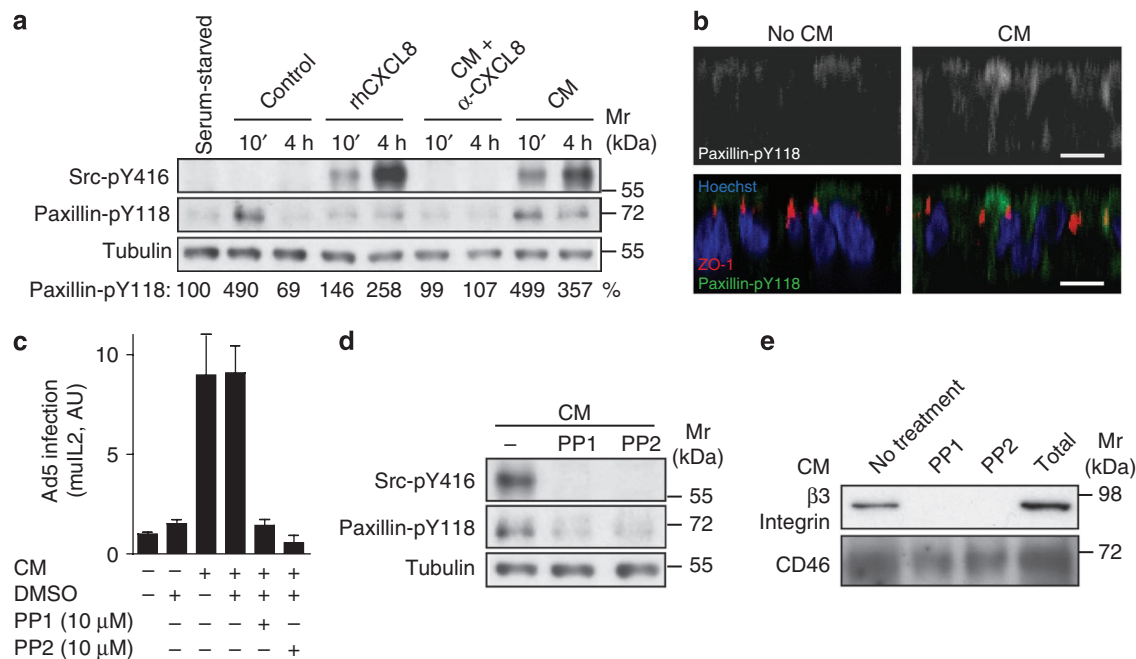 a
Serum-starved
Control
rhCXCL8
CM +
α-CXCL8
CM
10′ 4 h 10′ 4 h 10′ 4 h 10′ 4 h
Mr
(kDa)
Src-pY416
55
Paxillin-pY118
72
Tubulin
55
Paxillin-pY118: 100 490 69 146 258 99 107 499 357 %
b
No CM CM
Paxillin-pY118
Hoechst
ZO-1
Paxillin-pY118
c
Ad5 infection
(muIL2, AU)
10
5
0
CM – – + + + +
DMSO – + – + + +
PP1 (10 μM) – – – + –
PP2 (10 μM) – – – – +
d
CM
– PP1 PP2
Mr
(kDa)
Src-pY416
55
Paxillin-pY118
72
Tubulin
55
e
CM
No treatment
PP1
PP2
Total
Mr
(kDa)
β3
Integrin
98
CD46
72